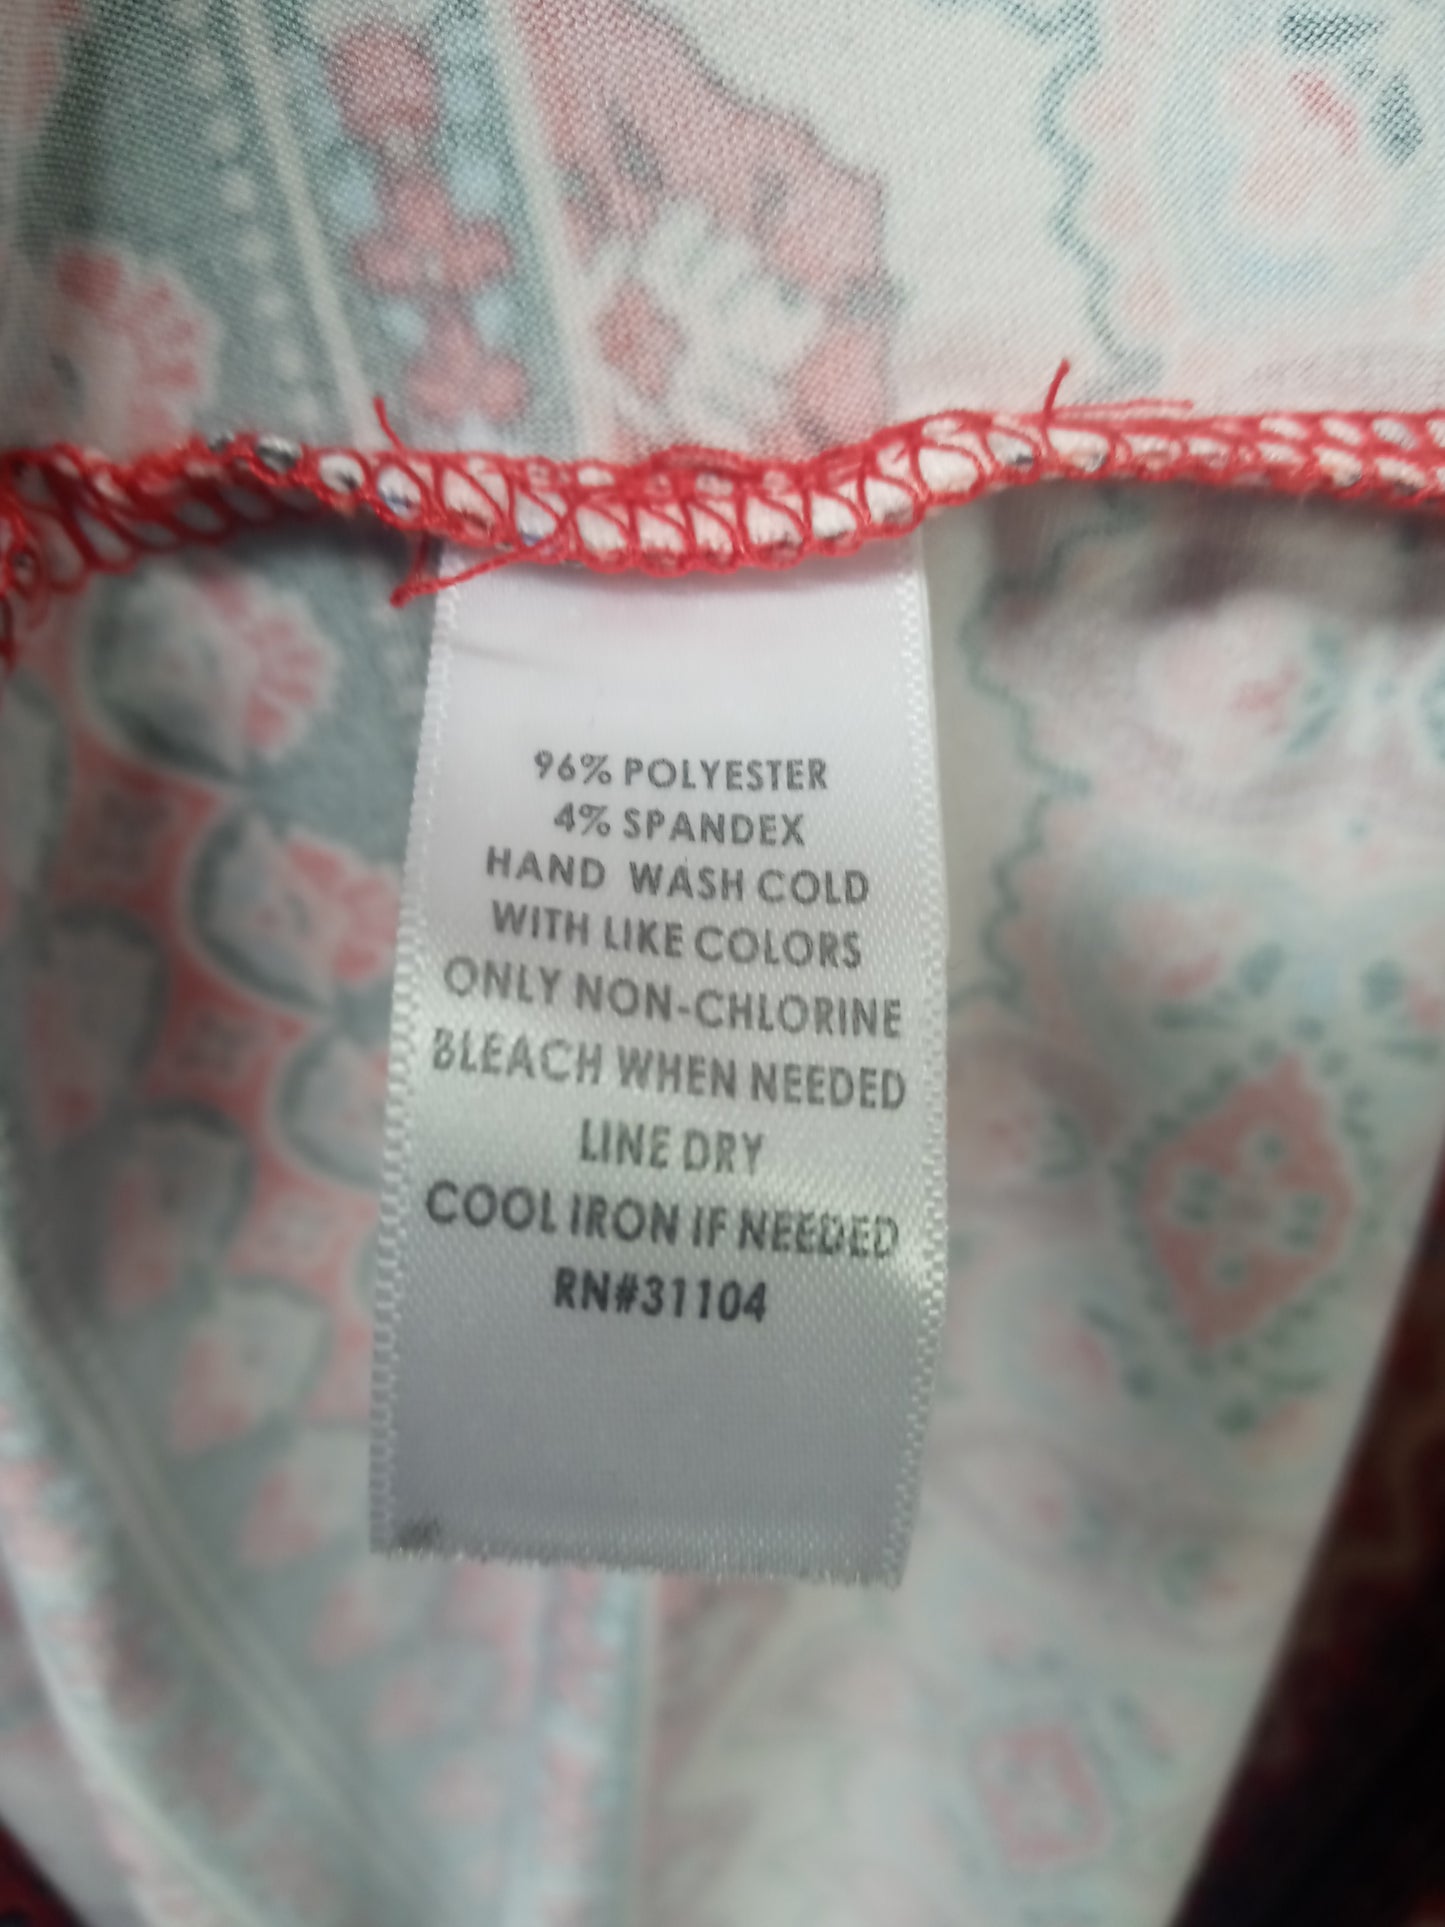 96% POLYESTER
4% SPANDEX
HAND WASH COLD
WITH LIKE COLORS
ONLY NON-CHLORINE
BLEACH WHEN NEEDED
LINE DRY
COOL IRON IF NEEDED
RN#31104